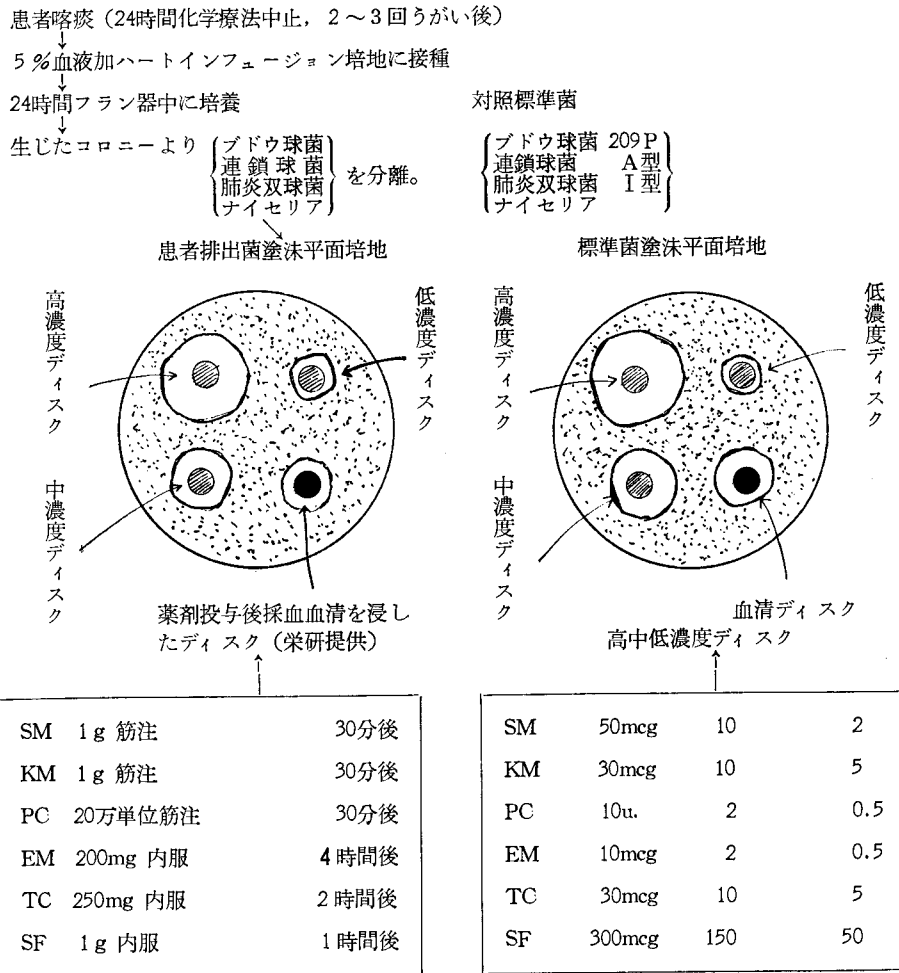 患者喀痰（24時間化学療法中止，2～3回うがい後）
5％血液加ハートインフュージョン培地に接種
24時間フラン器中に培養
生じたコロニーより
ブドウ球菌
連鎖球菌
肺炎双球菌
ナイセリア
を分離。
患者排出菌塗沫平面培地
対照標準菌
ブドウ球菌 209P
連鎖球菌 A型
肺炎双球菌 I型
ナイセリア
標準菌塗沫平面培地
高濃度ディスク
低濃度ディスク
中濃度ディスク
薬剤投与後採血血清を浸し
たディスク（栄研提供）
高濃度ディスク
低濃度ディスク
中濃度ディスク
血清ディスク
高中低濃度ディスク
SM 1g 筋注 30分後
KM 1g 筋注 30分後
PC 20万単位筋注 30分後
EM 200mg 内服 4時間後
TC 250mg 内服 2時間後
SF 1g 内服 1時間後
SM 50mcg 10 2
KM 30mcg 10 5
PC 10u. 2 0.5
EM 10mcg 2 0.5
TC 30mcg 10 5
SF 300mcg 150 50